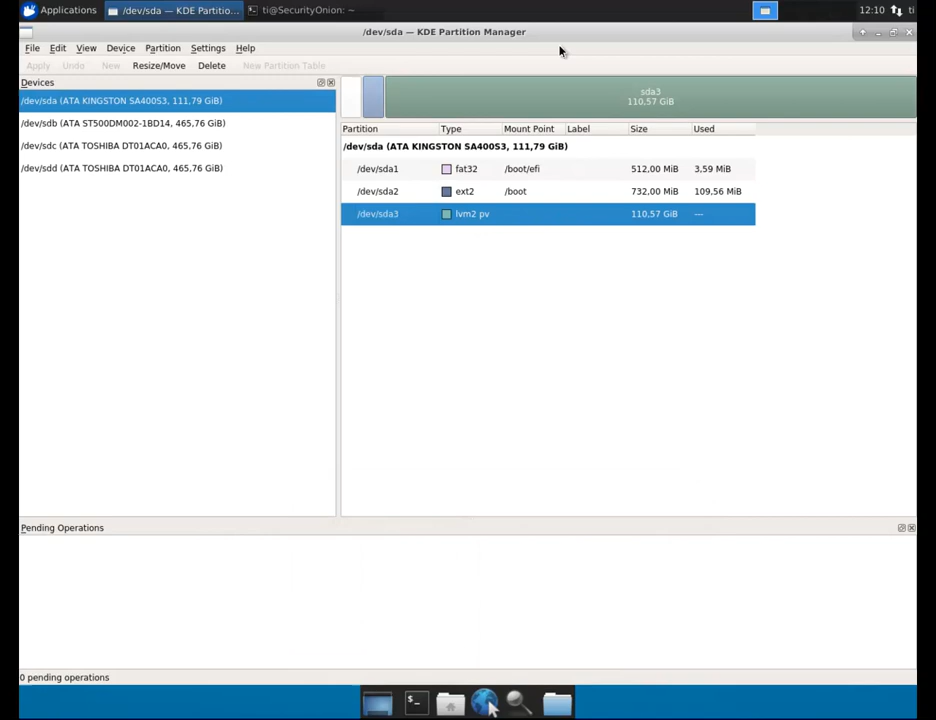 Applications /dev/sda — KDE Partitio... ti@SecurityOnion: ~ 12:10 ti
/dev/sda — KDE Partition Manager
File Edit View Device Partition Settings Help
Apply Undo New Resize/Move Delete New Partition Table
Devices
/dev/sda (ATA KINGSTON SA400S3, 111,79 GiB)
/dev/sdb (ATA ST500DM002-1BD14, 465,76 GiB)
/dev/sdc (ATA TOSHIBA DT01ACA0, 465,76 GiB)
/dev/sdd (ATA TOSHIBA DT01ACA0, 465,76 GiB)
sda3
110,57 GiB
Partition Type Mount Point Label Size Used
/dev/sda (ATA KINGSTON SA400S3, 111,79 GiB)
/dev/sda1 fat32 /boot/efi 512,00 MiB 3,59 MiB
/dev/sda2 ext2 /boot 732,00 MiB 109,56 MiB
/dev/sda3 lvm2 pv 110,57 GiB ---
Pending Operations
0 pending operations
$_